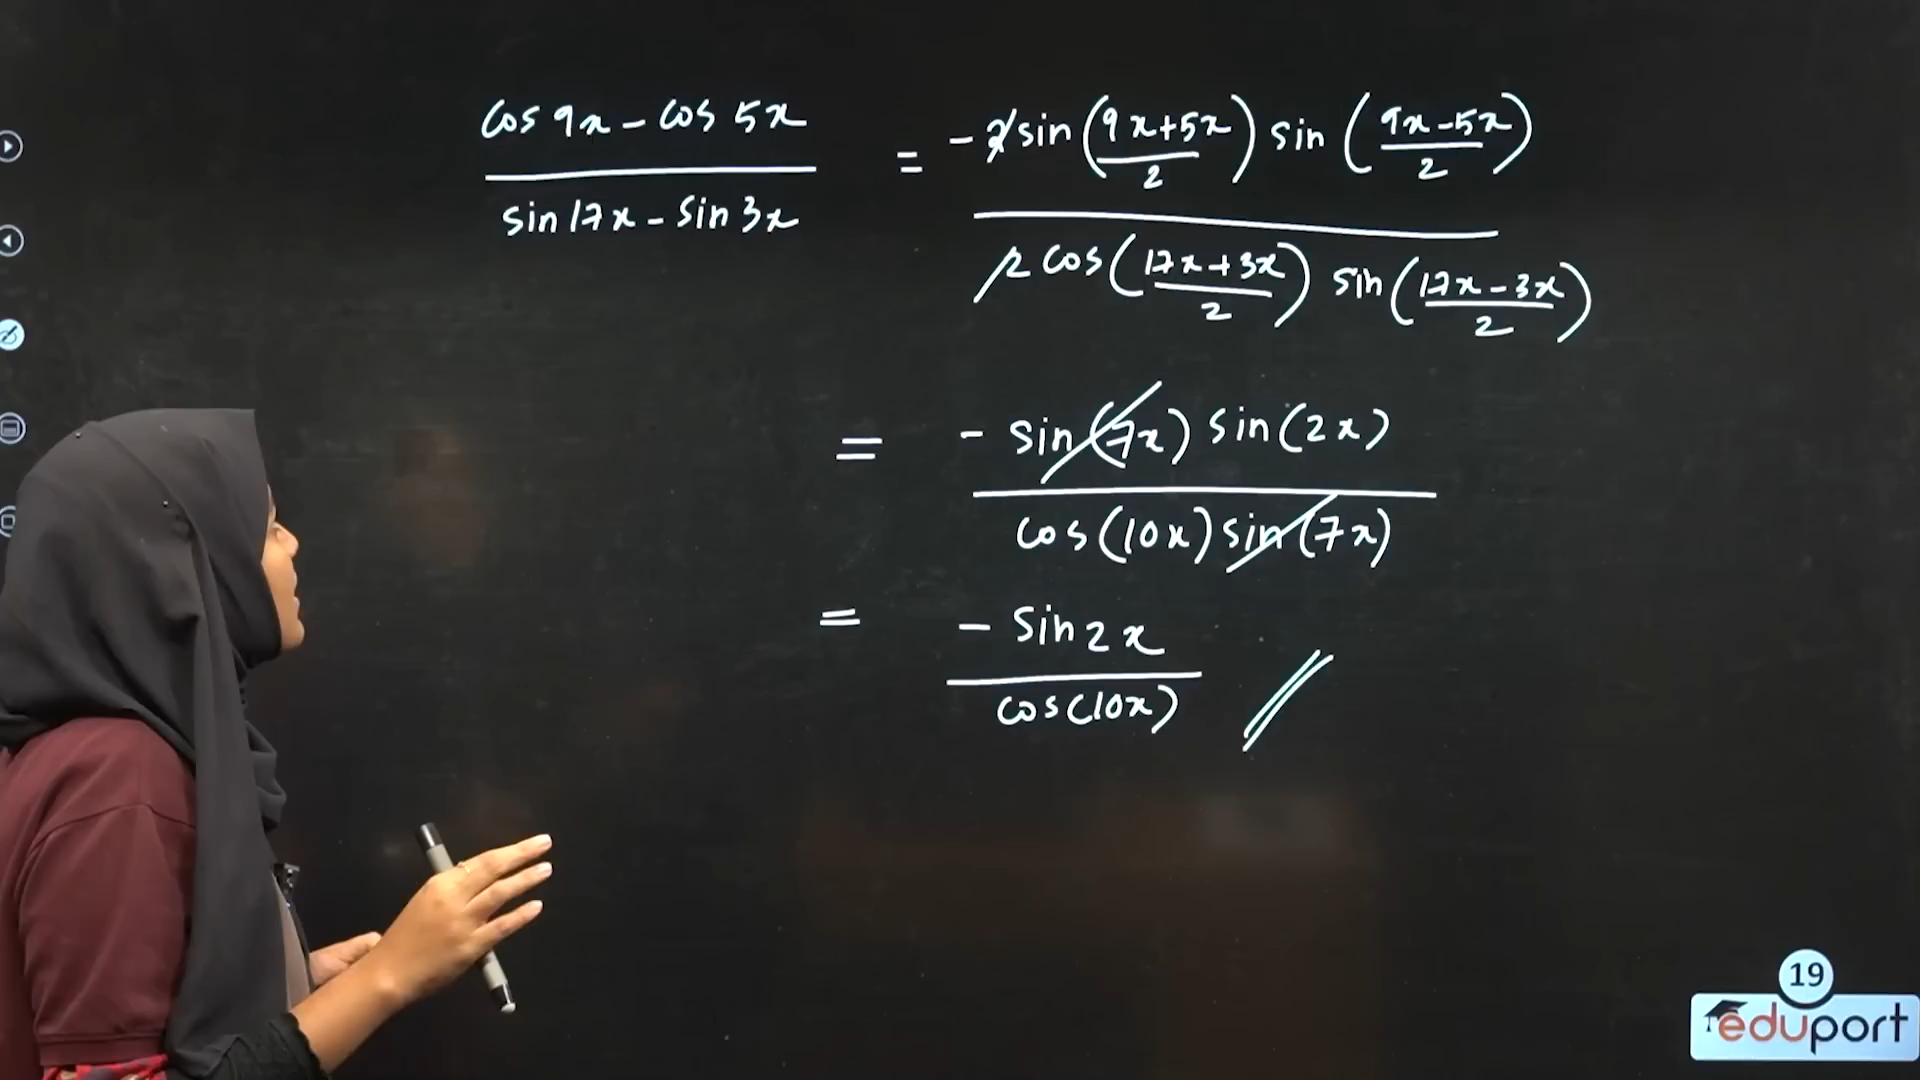 cos 9x - cos 5x / sin 17x - sin 3x = -2 sin (9x+5x / 2) sin (9x-5x / 2) / 2 cos (17x+3x / 2) sin (17x-3x / 2)
= - sin (7x) sin (2x) / cos (10x) sin (7x)
= - sin 2x / cos (10x)
19
eduport